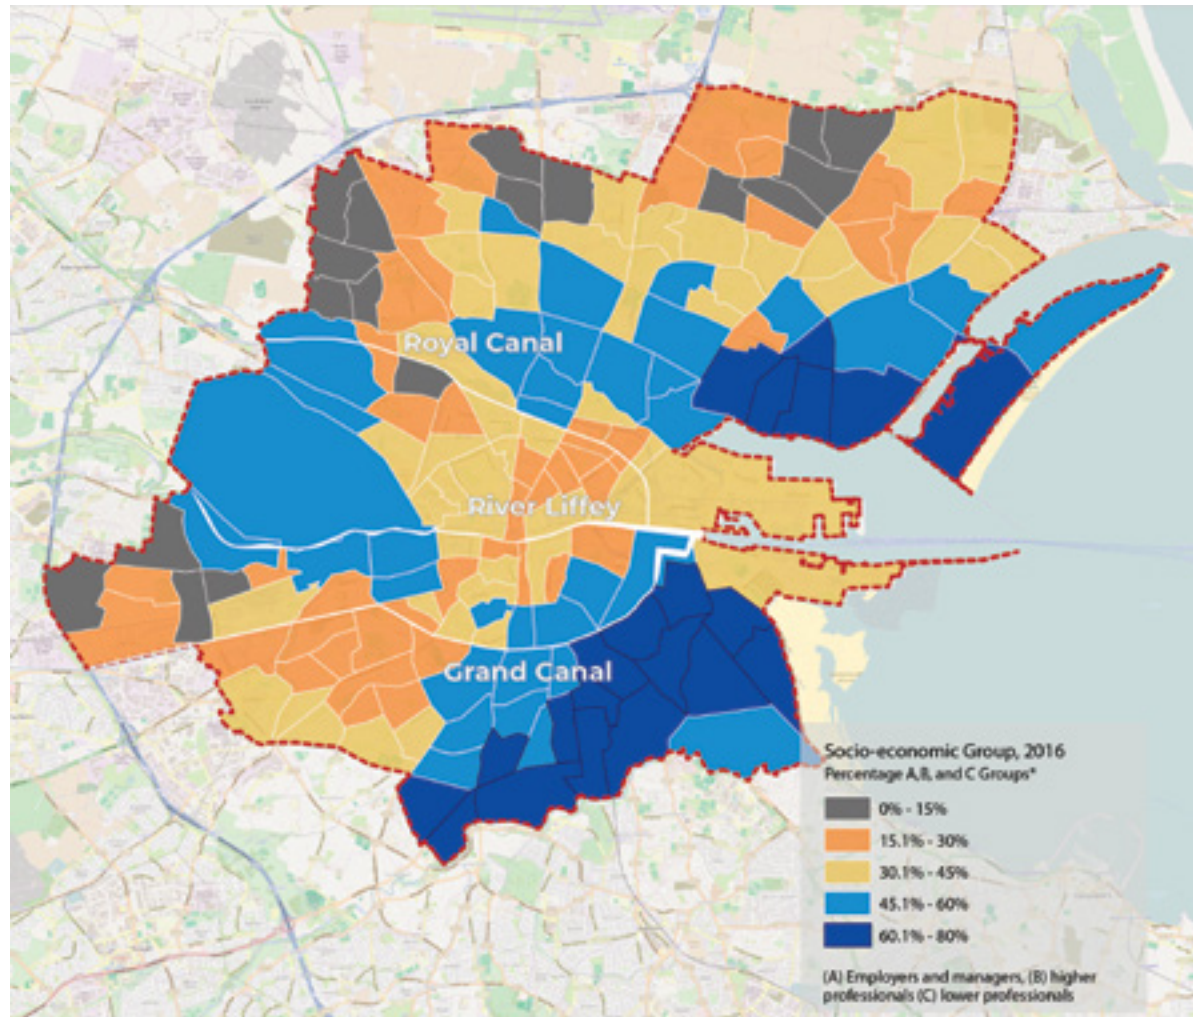 Royal Canal
River Liffey
Grand Canal
Socio-economic Group, 2016
Percentage A,B, and C Groups*
0% - 15%
15.1% - 30%
30.1% - 45%
45.1% - 60%
60.1% - 80%
(A) Employers and managers, (B) higher
professionals (C) lower professionals